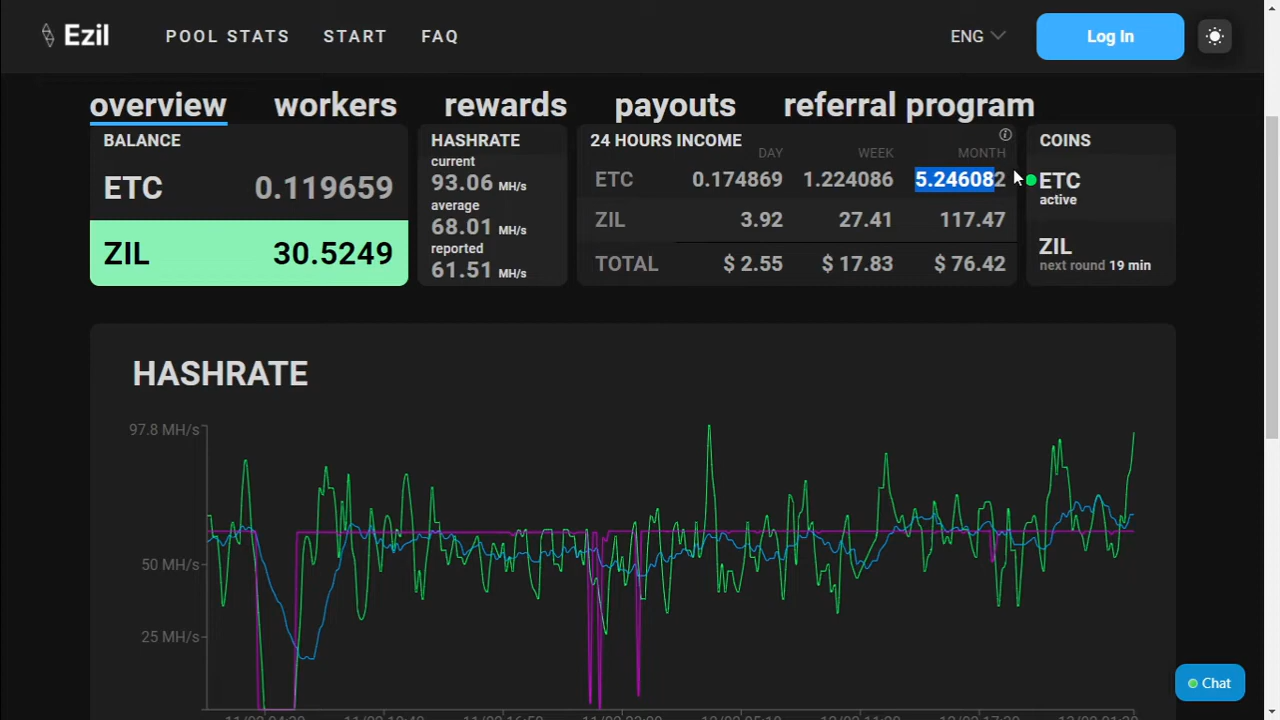 Ezil
POOL STATS
START
FAQ
ENG
Log In
overview
workers
rewards
payouts
referral program
BALANCE
ETC 0.119659
ZIL 30.5249
HASHRATE
current
93.06 MH/s
average
68.01 MH/s
reported
61.51 MH/s
24 HOURS INCOME
DAY WEEK MONTH
ETC 0.174869 1.224086 5.246082
ZIL 3.92 27.41 117.47
TOTAL $ 2.55 $ 17.83 $ 76.42
COINS
ETC
active
ZIL
next round 19 min
HASHRATE
97.8 MH/s
50 MH/s
25 MH/s
Chat